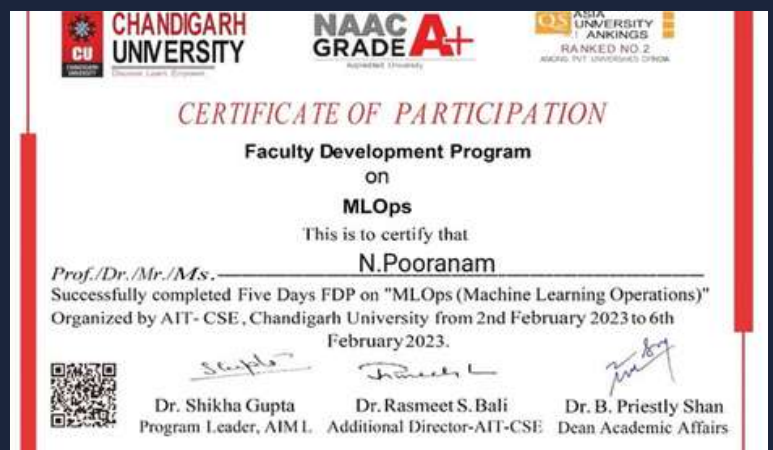 CHANDIGARH
UNIVERSITY
Discover. Learn. Empower.
CU
CHANDIGARH
UNIVERSITY
NAAC
GRADE A+
Accredited University
QS ASIA
UNIVERSITY
ANKINGS
RANKED NO.2
CERTIFICATE OF PARTICIPATION
Faculty Development Program
on
MLOps
This is to certify that
Prof./Dr./Mr./Ms. N.Pooranam
Successfully completed Five Days FDP on "MLOps (Machine Learning Operations)"
Organized by AIT- CSE, Chandigarh University from 2nd February 2023 to 6th
February 2023.
Dr. Shikha Gupta
Program Leader, AIML
Dr. Rasmeet S. Bali
Additional Director-AIT-CSE
Dr. B. Priestly Shan
Dean Academic Affairs